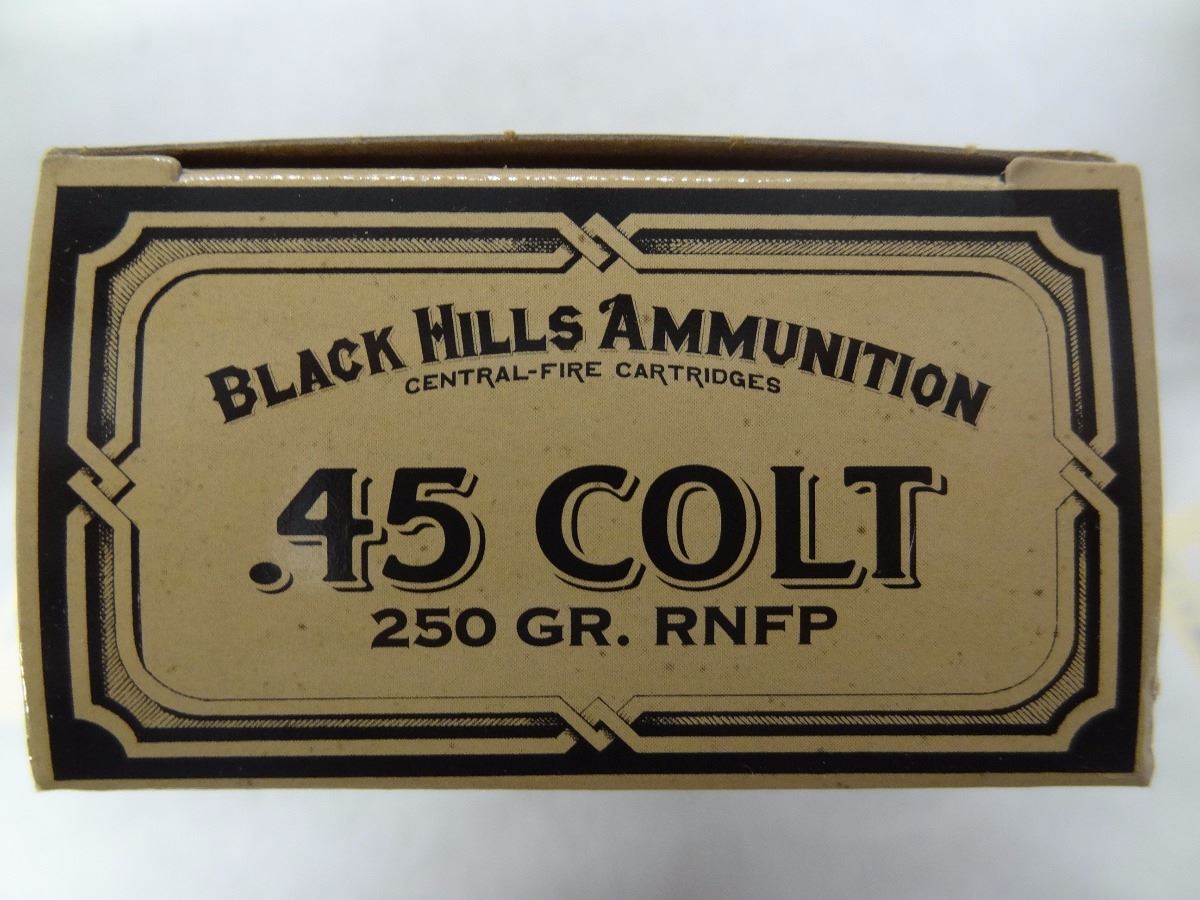 Black Hills Ammunition
CENTRAL-FIRE CARTRIDGES
.45 COLT
250 GR. RNFP